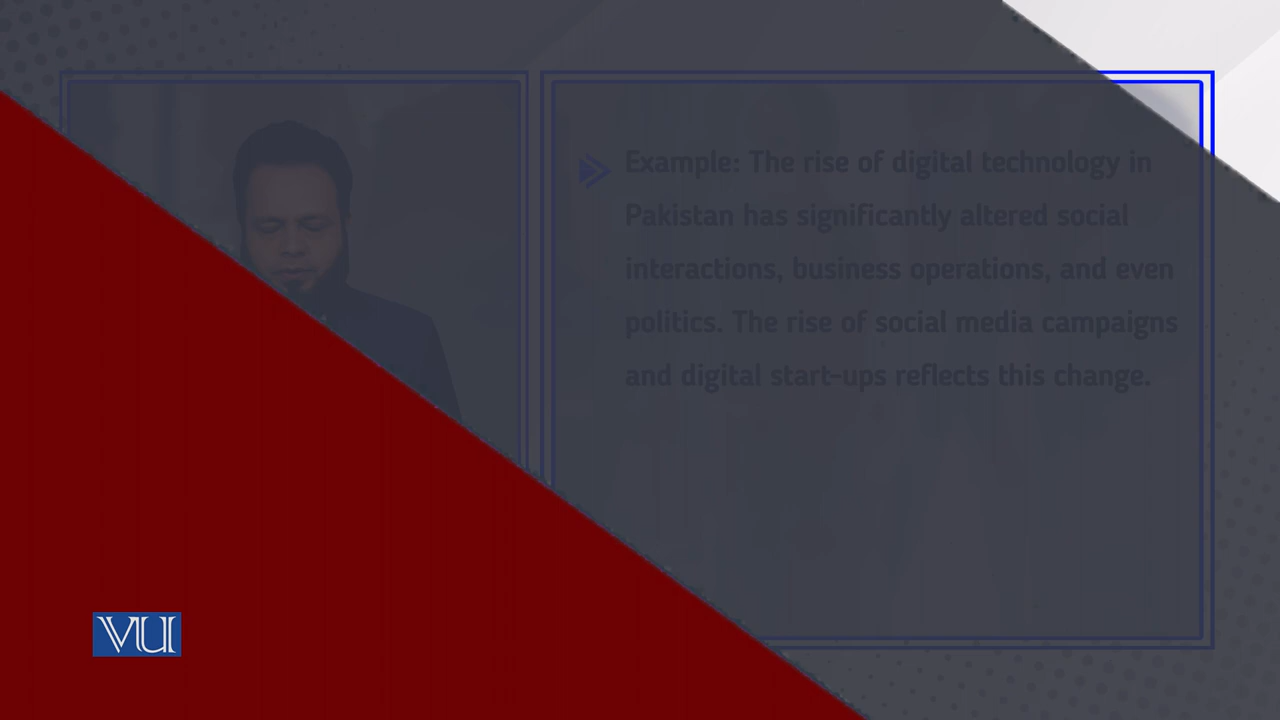 Example: The rise of digital technology in
Pakistan has significantly altered social
interactions, business operations, and even
politics. The rise of social media campaigns
and digital start-ups reflects this change.
VU